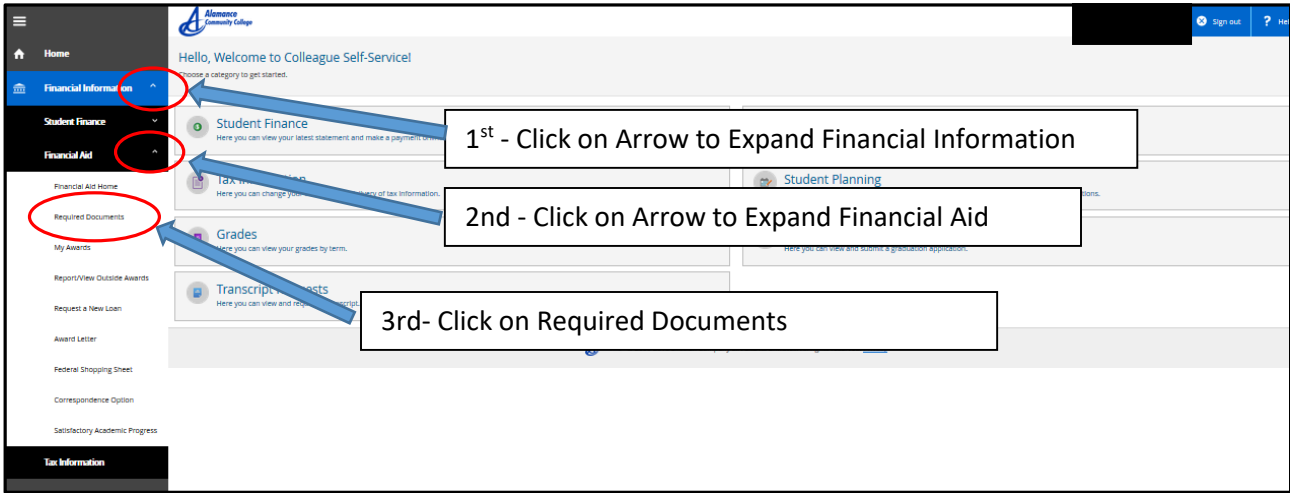 Alamance
Community College
Sign out
? Hel
Home
Financial Information
Student Finance
Financial Aid
Financial Aid Home
Required Documents
My Awards
Report/View Outside Awards
Request a New Loan
Award Letter
Federal Shopping Sheet
Correspondence Option
Satisfactory Academic Progress
Tax Information
Hello, Welcome to Colleague Self-Service!
Choose a category to get started.
Student Finance
Here you can view your latest statement and make a payment
1st - Click on Arrow to Expand Financial Information
Tax Information
Here you can change your of tax information.
Student Planning
2nd - Click on Arrow to Expand Financial Aid
Grades
Here you can view your grades by term.
Here you can view and submit a graduation application.
Transcript Requests
Here you can view and
3rd- Click on Required Documents